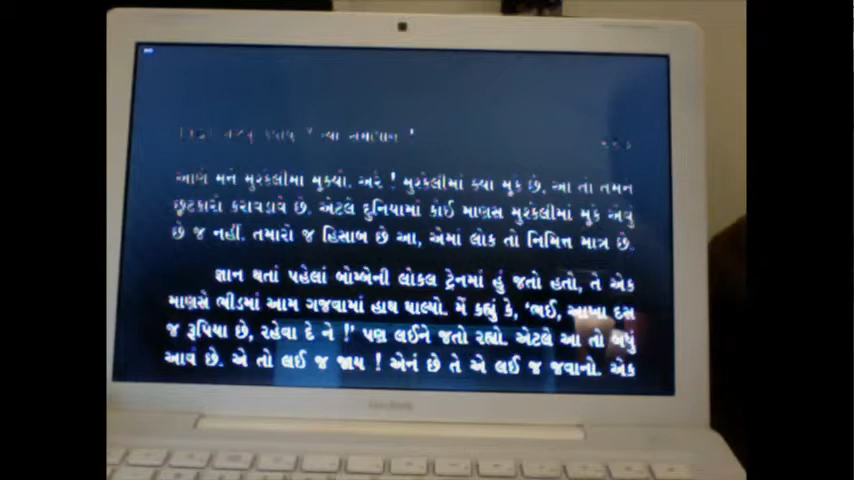 આણે મને મુશ્કેલીમાં મુક્યો. અરે ! મુશ્કેલીમાં ક્યાં મૂકે છે, આ તો તમને
છુટકારો કરાવડાવે છે. એટલે દુનિયામાં કોઈ માણસ મુશ્કેલીમાં મૂકે એવું
છે જ નહીં. તમારો જ હિસાબ છે આ, એમાં લોક તો નિમિત્ત માત્ર છે.
જ્ઞાન થતાં પહેલાં બોમ્બેની લોકલ ટ્રેનમાં હું જતો હતો, તે એક
માણસે ભીડમાં આમ ગજવામાં હાથ ઘાલ્યો. મેં કહ્યું કે, ‘ભઈ, આખા દસ
જ રૂપિયા છે, રહેવા દે ને !’ પણ લઈને જતો રહ્યો. એટલે આ તો બધું
આવે છે. એ તો લઈ જ જાય ! એનું છે તે એ લઈ જ જવાનો. એક